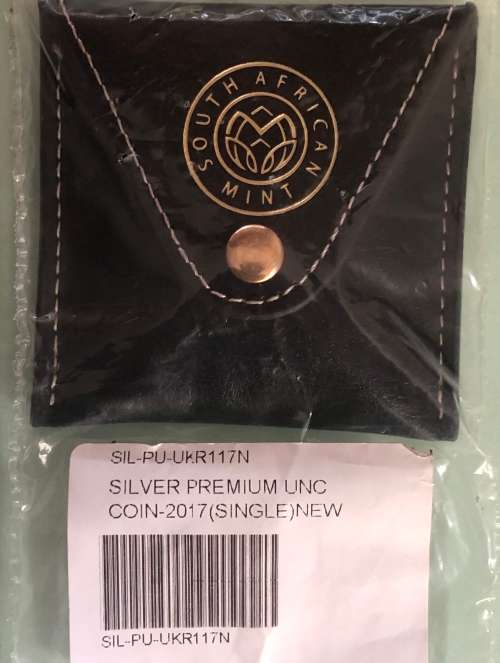 SOUTH AFRICAN
MINT
SIL-PU-UKR117N
SILVER PREMIUM UNC
COIN-2017(SINGLE)NEW
SIL-PU-UKR117N